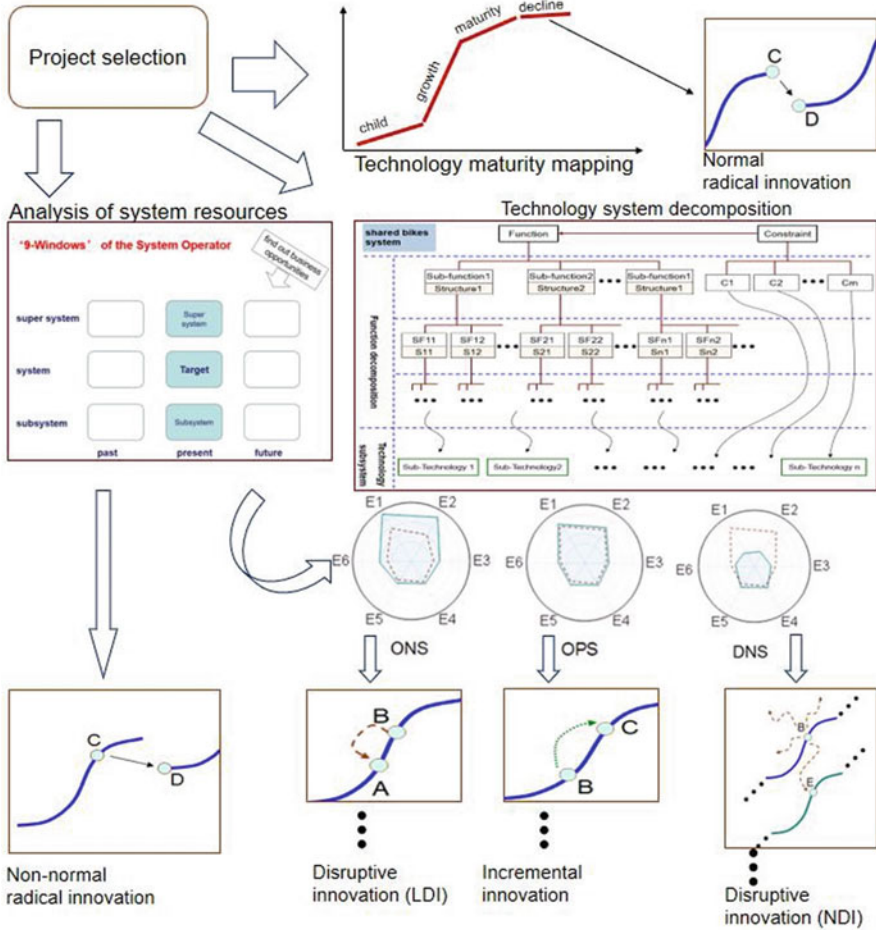 Project selection
child
growth
maturity
decline
Technology maturity mapping
C
D
Normal
radical innovation
Analysis of system resources
'9-Windows' of the System Operator
find out business
opportunities
super system
Super
system
system
Target
subsystem
Subsystem
past
present
future
Technology system decomposition
shared bikes
system
Function
Constraint
Sub-function1
Structure1
Sub-function2
Structure2
Sub-function1
Structure1
C1
C2
Cm
Function decomposition
SF11
S11
SF12
S12
SF21
S21
SF22
S22
SFn1
Sn1
SFn2
Sn2
Technology
subsystem
Sub-Technology 1
Sub-Technology2
Sub-Technology n
E1
E2
E3
E4
E5
E6
ONS
E1
E2
E3
E4
E5
E6
OPS
E1
E2
E3
E4
E5
E6
DNS
C
D
Non-normal
radical innovation
B
A
Disruptive
innovation (LDI)
C
B
Incremental
innovation
B
E
Disruptive
innovation (NDI)